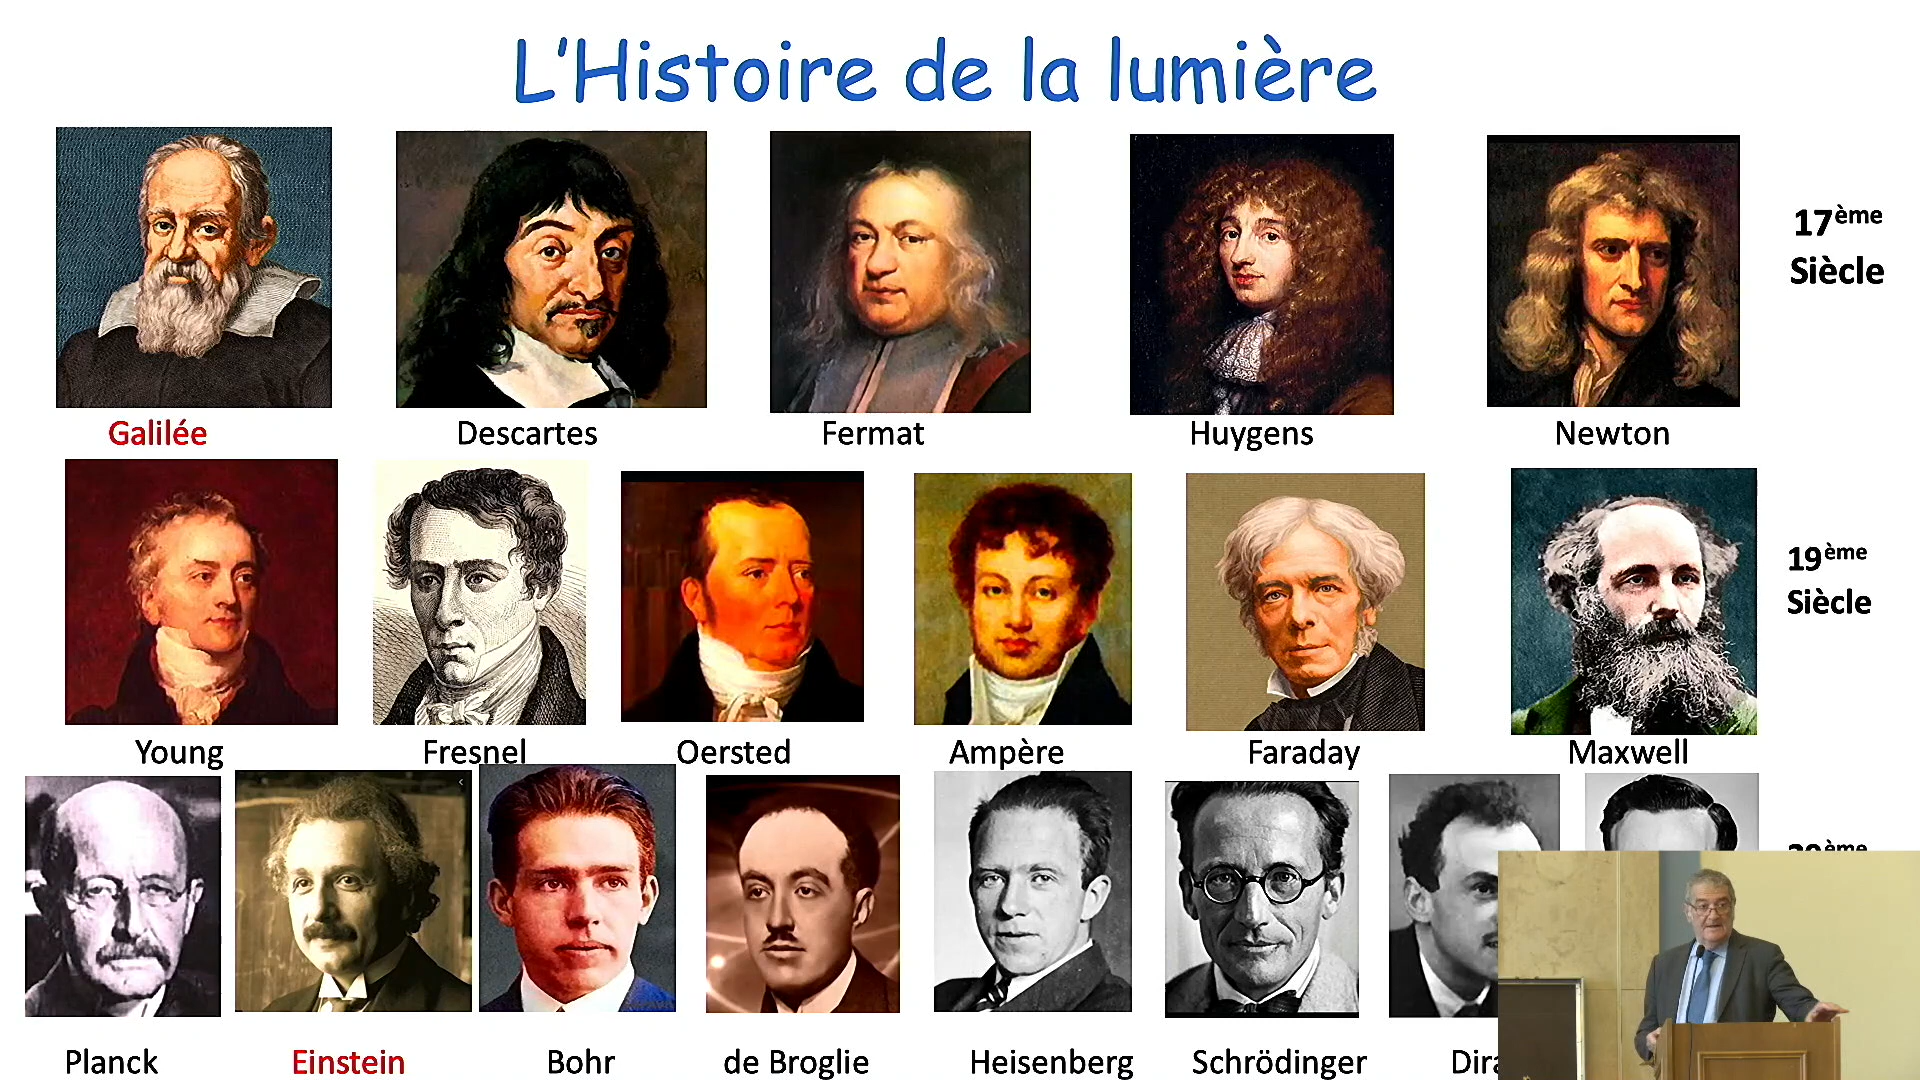 L'Histoire de la lumière
17ème
Siècle
Galilée Descartes Fermat Huygens Newton
19ème
Siècle
Young Fresnel Oersted Ampère Faraday Maxwell
Planck Einstein Bohr de Broglie Heisenberg Schrödinger